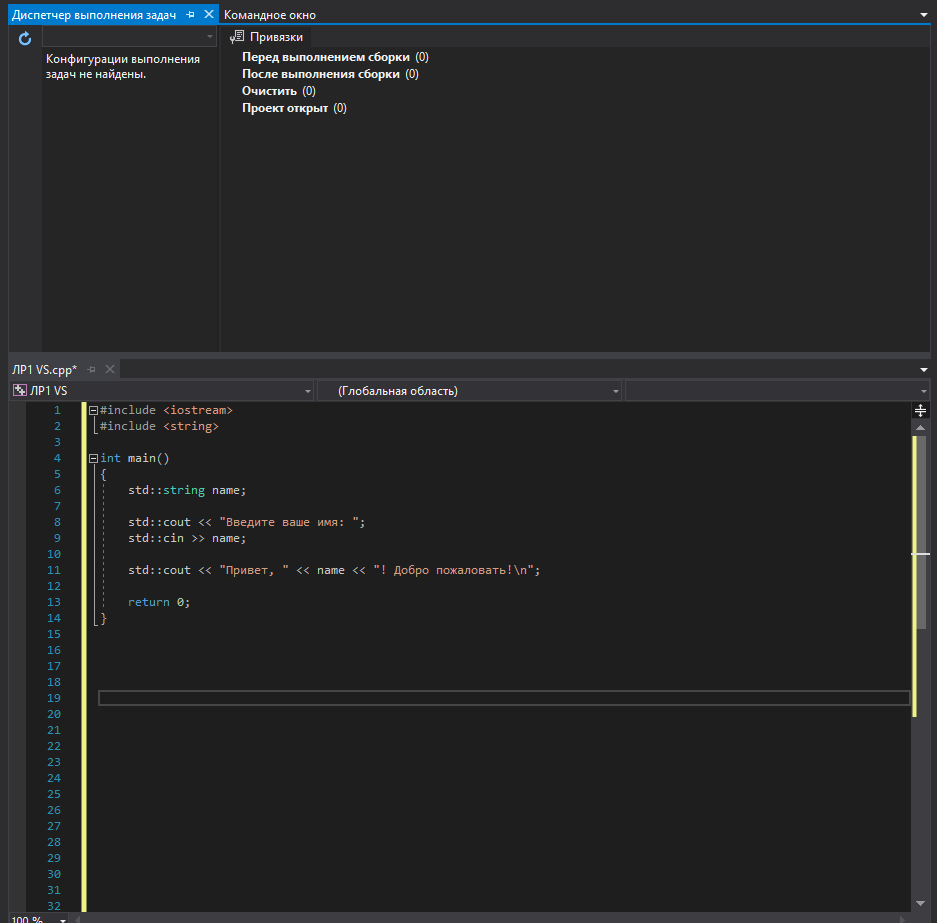 Диспетчер выполнения задач
Командное окно
Конфигурации выполнения
задач не найдены.
Привязки
Перед выполнением сборки (0)
После выполнения сборки (0)
Очистить (0)
Проект открыт (0)
ЛР1 VS.cpp*
ЛР1 VS
(Глобальная область)
1 #include <iostream>
2 #include <string>
3
4 int main()
5 {
6 std::string name;
7
8 std::cout << "Введите ваше имя: ";
9 std::cin >> name;
10
11 std::cout << "Привет, " << name << "! Добро пожаловать!\n";
12
13 return 0;
14 }
15
16
17
18
19
20
21
22
23
24
25
26
27
28
29
30
31
32
100 %